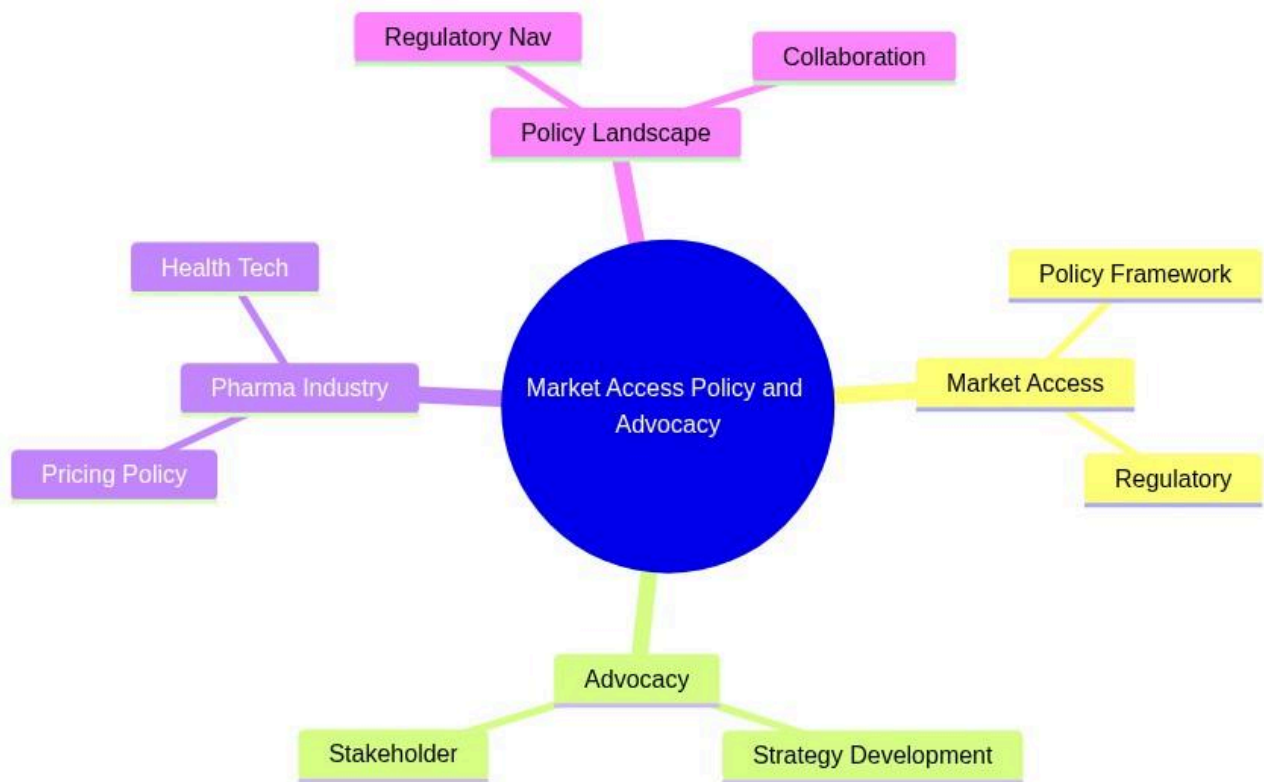 Regulatory Nav
Collaboration
Policy Landscape
Health Tech
Policy Framework
Pharma Industry
Market Access Policy and
Advocacy
Market Access
Pricing Policy
Regulatory
Advocacy
Stakeholder
Strategy Development